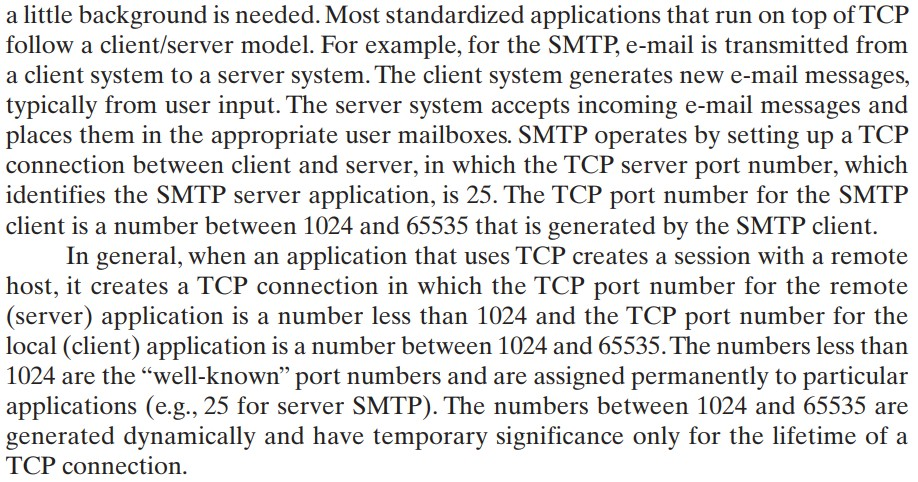 a little background is needed. Most standardized applications that run on top of TCP
follow a client/server model. For example, for the SMTP, e-mail is transmitted from
a client system to a server system. The client system generates new e-mail messages,
typically from user input. The server system accepts incoming e-mail messages and
places them in the appropriate user mailboxes. SMTP operates by setting up a TCP
connection between client and server, in which the TCP server port number, which
identifies the SMTP server application, is 25. The TCP port number for the SMTP
client is a number between 1024 and 65535 that is generated by the SMTP client.
In general, when an application that uses TCP creates a session with a remote
host, it creates a TCP connection in which the TCP port number for the remote
(server) application is a number less than 1024 and the TCP port number for the
local (client) application is a number between 1024 and 65535. The numbers less than
1024 are the “well-known” port numbers and are assigned permanently to particular
applications (e.g., 25 for server SMTP). The numbers between 1024 and 65535 are
generated dynamically and have temporary significance only for the lifetime of a
TCP connection.